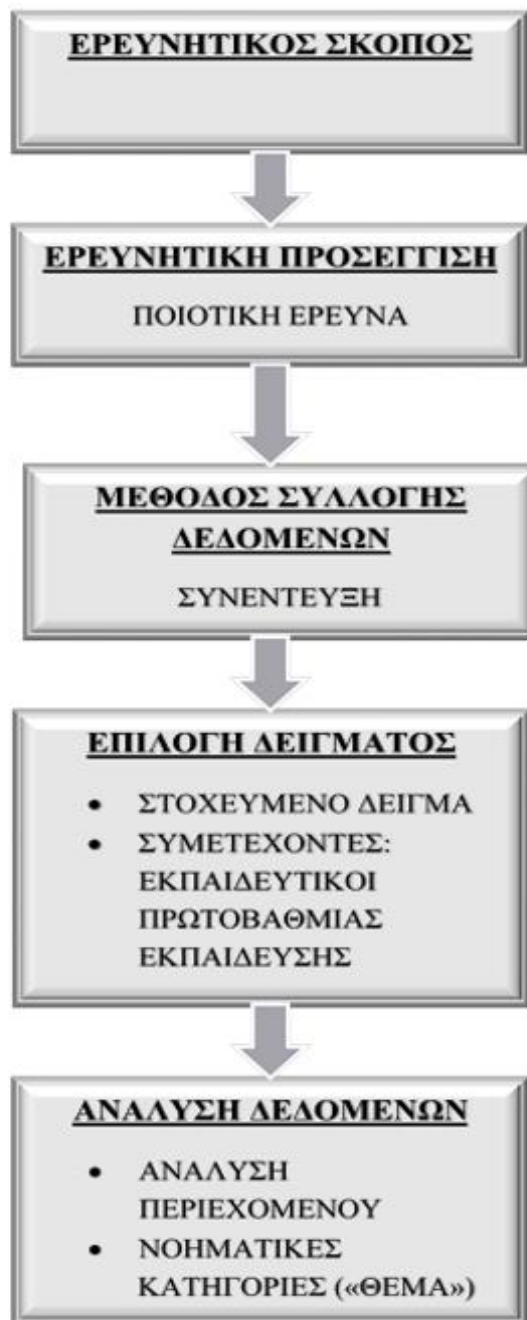 ΕΡΕΥΝΗΤΙΚΟΣ ΣΚΟΠΟΣ
ΕΡΕΥΝΗΤΙΚΗ ΠΡΟΣΕΓΓΙΣΗ
ΠΟΙΟΤΙΚΗ ΕΡΕΥΝΑ
ΜΕΘΟΔΟΣ ΣΥΛΛΟΓΗΣ
ΔΕΔΟΜΕΝΩΝ
ΣΥΝΕΝΤΕΥΞΗ
ΕΠΙΛΟΓΗ ΔΕΙΓΜΑΤΟΣ
• ΣΤΟΧΕΥΜΕΝΟ ΔΕΙΓΜΑ
• ΣΥΜΕΤΕΧΟΝΤΕΣ:
ΕΚΠΑΙΔΕΥΤΙΚΟΙ
ΠΡΩΤΟΒΑΘΜΙΑΣ
ΕΚΠΑΙΔΕΥΣΗΣ
ΑΝΑΛΥΣΗ ΔΕΔΟΜΕΝΩΝ
• ΑΝΑΛΥΣΗ
ΠΕΡΙΕΧΟΜΕΝΟΥ
• ΝΟΗΜΑΤΙΚΕΣ
ΚΑΤΗΓΟΡΙΕΣ («ΘΕΜΑ»)